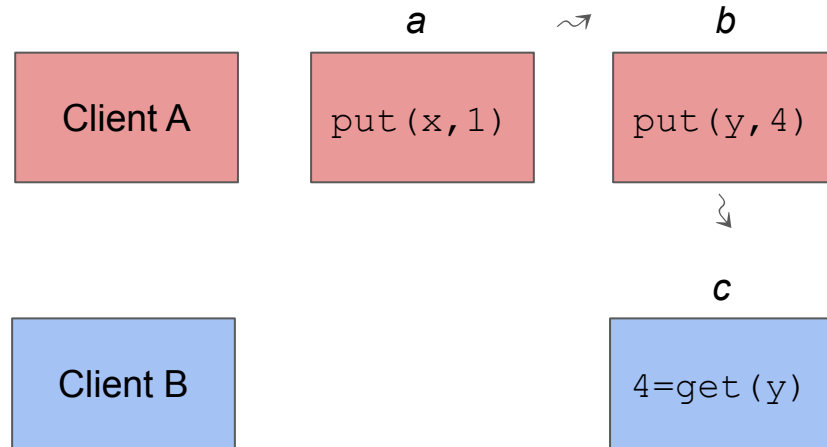 a
b
Client A
put(x,1)
put(y,4)
c
Client B
4=get(y)